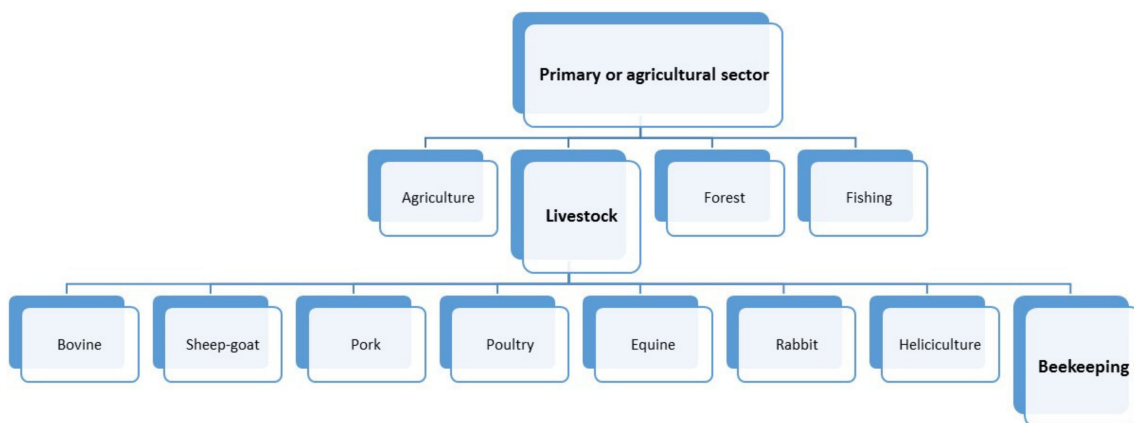 Primary or agricultural sector
Agriculture
Livestock
Forest
Fishing
Bovine
Sheep-goat
Pork
Poultry
Equine
Rabbit
Heliciculture
Beekeeping